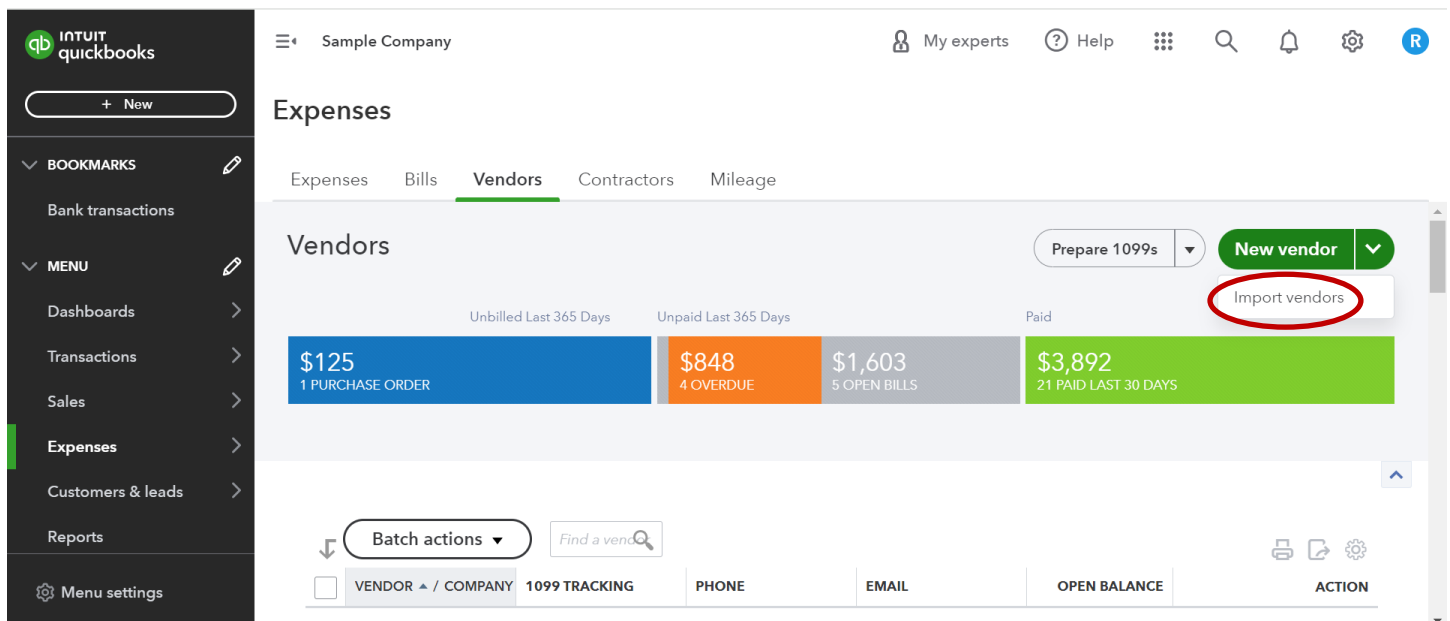 INTUIT
qb quickbooks
Sample Company
My experts
? Help
R
+ New
Expenses
BOOKMARKS
Bank transactions
MENU
Dashboards
Transactions
Sales
Expenses
Customers & leads
Reports
Menu settings
Expenses Bills Vendors Contractors Mileage
Vendors
Prepare 1099s
New vendor
Import vendors
Unbilled Last 365 Days Unpaid Last 365 Days Paid
$125 $848 $1,603 $3,892
1 PURCHASE ORDER 4 OVERDUE 5 OPEN BILLS 21 PAID LAST 30 DAYS
Batch actions
Find a vendor
VENDOR / COMPANY 1099 TRACKING PHONE EMAIL OPEN BALANCE ACTION